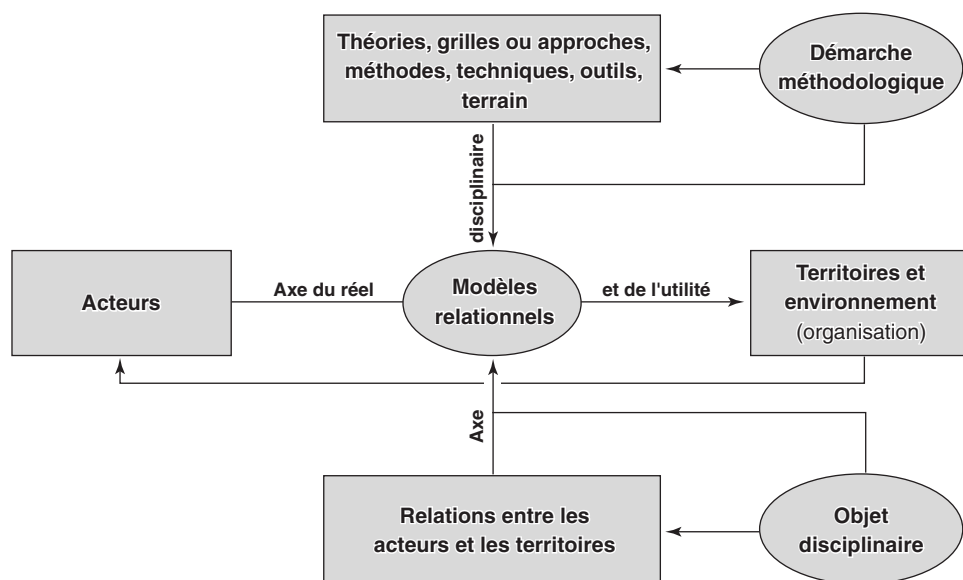 Théories, grilles ou approches,
méthodes, techniques, outils,
terrain
Démarche
méthodologique
disciplinaire
Acteurs
Axe du réel
Modèles
relationnels
et de l'utilité
Territoires et
environnement
(organisation)
Axe
Relations entre les
acteurs et les territoires
Objet
disciplinaire